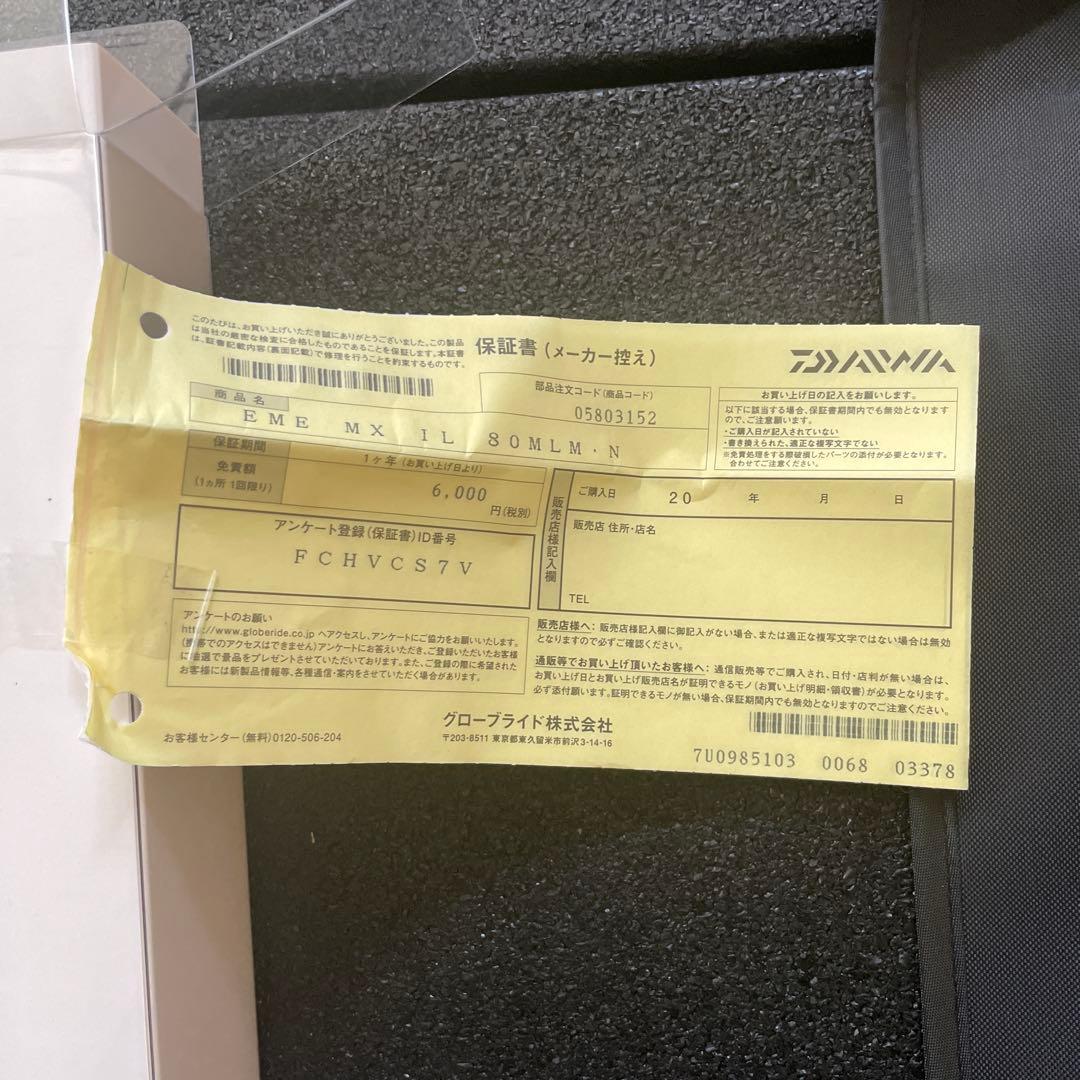 このたびは、お買い上げいただき誠にありがとうございました。この製品
は当社の厳密な検査に合格したものであることを保証します。本証書
は、証書記載内容(裏面記載)で修理を行うことを約束するものです。
保証書(メーカー控え)
DAIWA
商品名
EME MX IL 80MLM・N
部品注文コード(商品コード)
05803152
お買い上げ日の記入をお願いします。
以下に該当する場合、保証書期間内でも無効となります
ので、ご注意願います。
・ご購入日が記入されていない
・書き換えられた、適正な複写文字でない
※免責処理をする際破損したパーツの添付が必要となります。
合わせてご注意ください。
保証期間
1ヶ年(お買い上げ日より)
免責額
(1ヵ所 1回限り)
6,000
円(税別)
アンケート登録(保証書)ID番号
FCHVCS7V
販売店様記入欄
ご購入日 20 年 月 日
販売店 住所・店名
TEL
アンケートのお願い
http://www.globeride.co.jp へアクセスし、アンケートにご協力をお願いいたします。
(携帯でのアクセスはできません)アンケートにお答えいただき、ご登録いただいたお客様
に抽選で景品をプレゼントさせていただいております。また、ご登録の際に希望された
お客様には新製品情報等、各種通信・案内をさせていただく場合があります。
販売店様へ：販売店様記入欄に御記入がない場合、または適正な複写文字ではない場合は無効
となりますので必ずご確認ください。
通販等でお買い上げ頂いたお客様へ：通信販売等でご購入され、日付・店判が無い場合は、
お買い上げ日とお買い上げ販売店名が証明できるモノ(お買い上げ明細・領収書)が必要となります。
必ず添付願います。証明できるモノが無い場合、保証期間内でも無効となりますのでご注意ください。
お客様センター(無料)0120-506-204
グローブライド株式会社
〒203-8511 東京都東久留米市前沢3-14-16
7U0985103 0068 03378